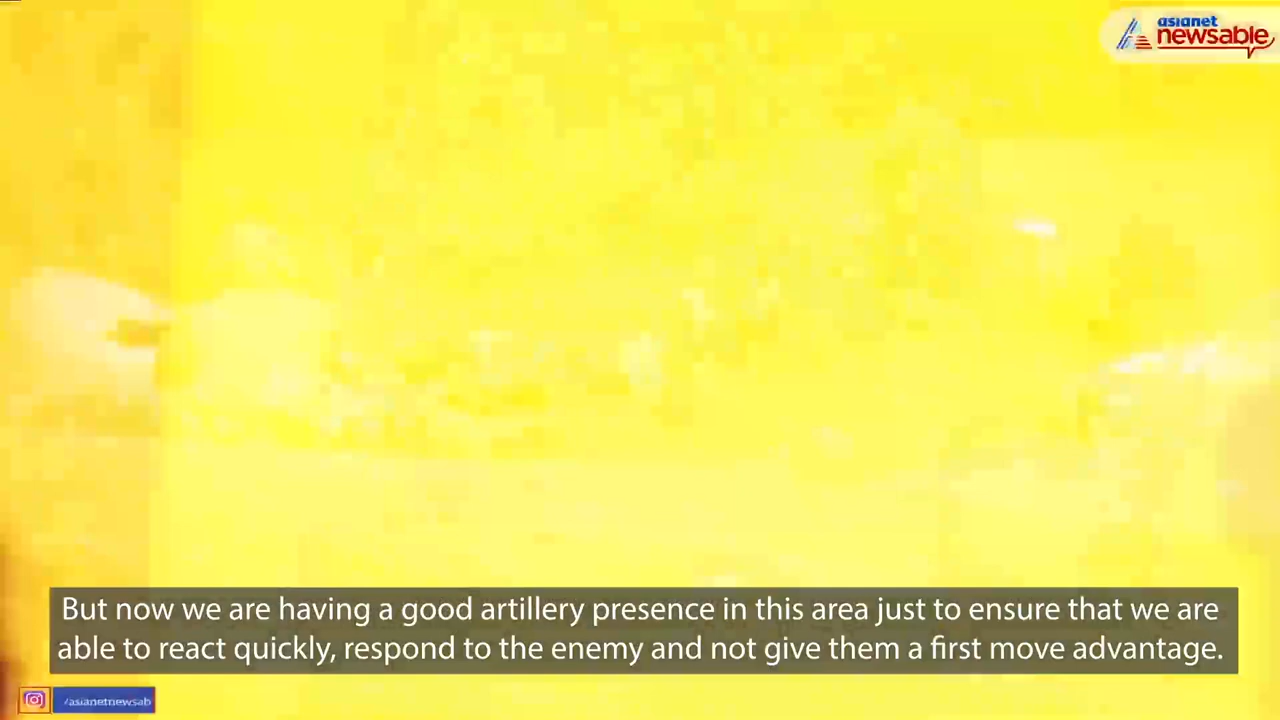 asianet
newsable
But now we are having a good artillery presence in this area just to ensure that we are
able to react quickly, respond to the enemy and not give them a first move advantage.
/asianetnewsab